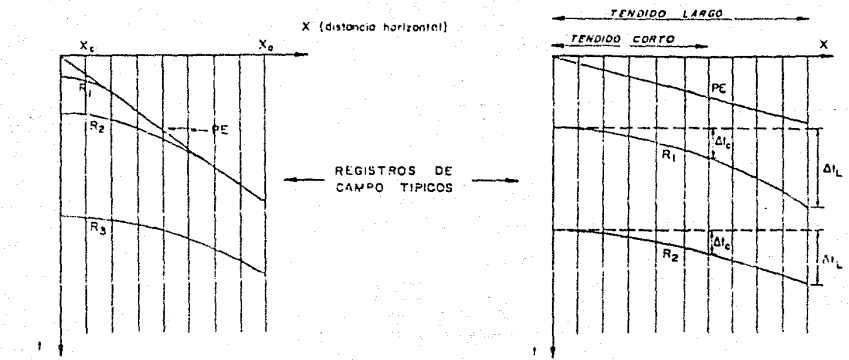 X (distancia horizontal)
Xc
Xa
R1
R2
PE
R3
t
REGISTROS DE
CAMPO TIPICOS
TENDIDO LARGO
TENDIDO CORTO
X
PE
Δtc
R1
ΔtL
Δtc
R2
ΔtL
t